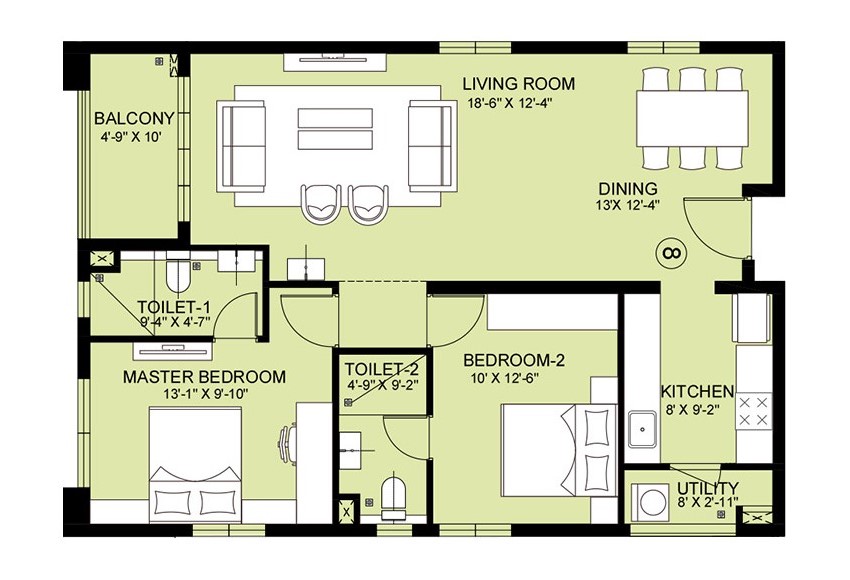 LIVING ROOM
18'-6" X 12'-4"
BALCONY
4'-9" X 10'
DINING
13'X 12'-4"
8
TOILET-1
9'-4" X 4'-7"
TOILET-2
4'-9" X 9'-2"
BEDROOM-2
10' X 12'-6"
MASTER BEDROOM
13'-1" X 9'-10"
KITCHEN
8' X 9'-2"
UTILITY
8' X 2'-11"